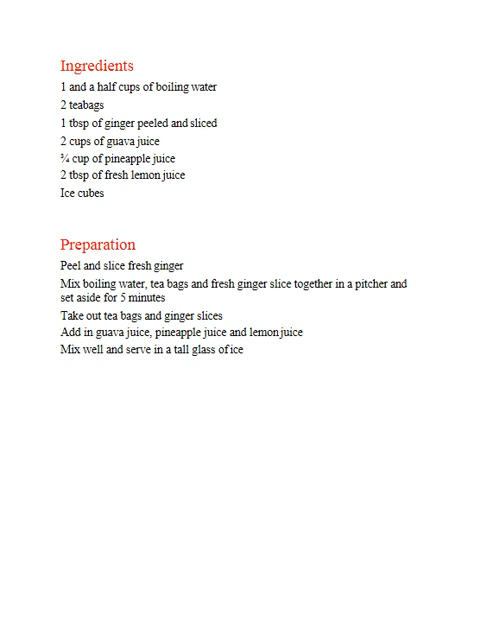 Ingredients
1 and a half cups of boiling water
2 teabags
1 tbsp of ginger peeled and sliced
2 cups of guava juice
¾ cup of pineapple juice
2 tbsp of fresh lemon juice
Ice cubes
Preparation
Peel and slice fresh ginger
Mix boiling water, tea bags and fresh ginger slice together in a pitcher and
set aside for 5 minutes
Take out tea bags and ginger slices
Add in guava juice, pineapple juice and lemon juice
Mix well and serve in a tall glass of ice